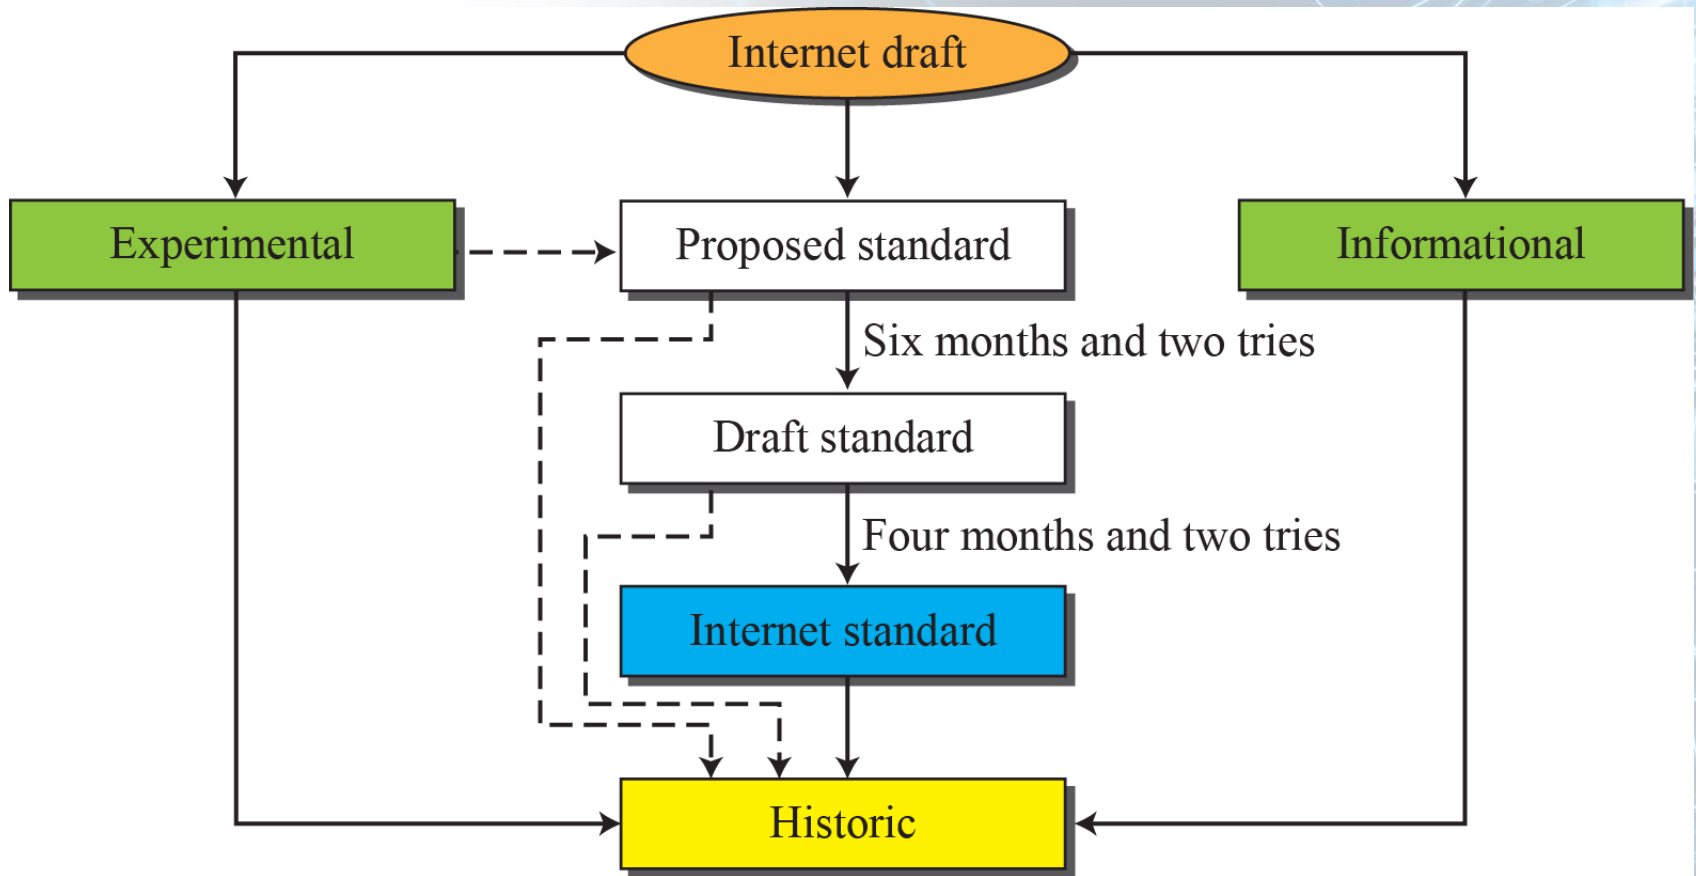 Internet draft
Experimental
Proposed standard
Informational
Six months and two tries
Draft standard
Four months and two tries
Internet standard
Historic